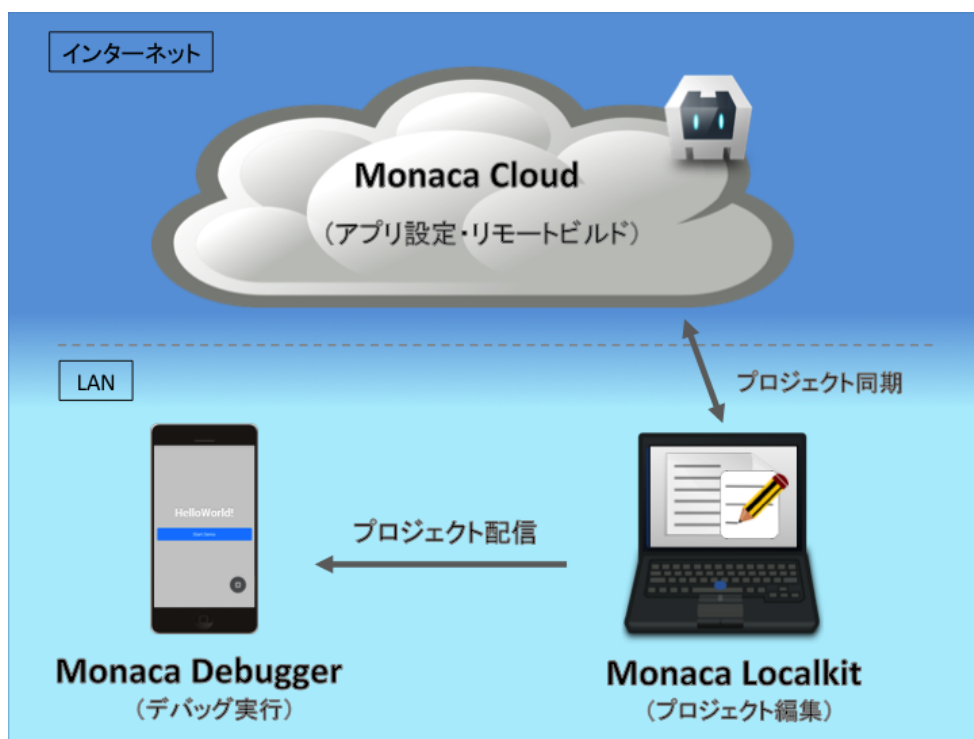 インターネット
Monaca Cloud
(アプリ設定・リモートビルド)
LAN
プロジェクト同期
HelloWorld!
Start Demo
プロジェクト配信
Monaca Debugger
(デバッグ実行)
Monaca Localkit
(プロジェクト編集)